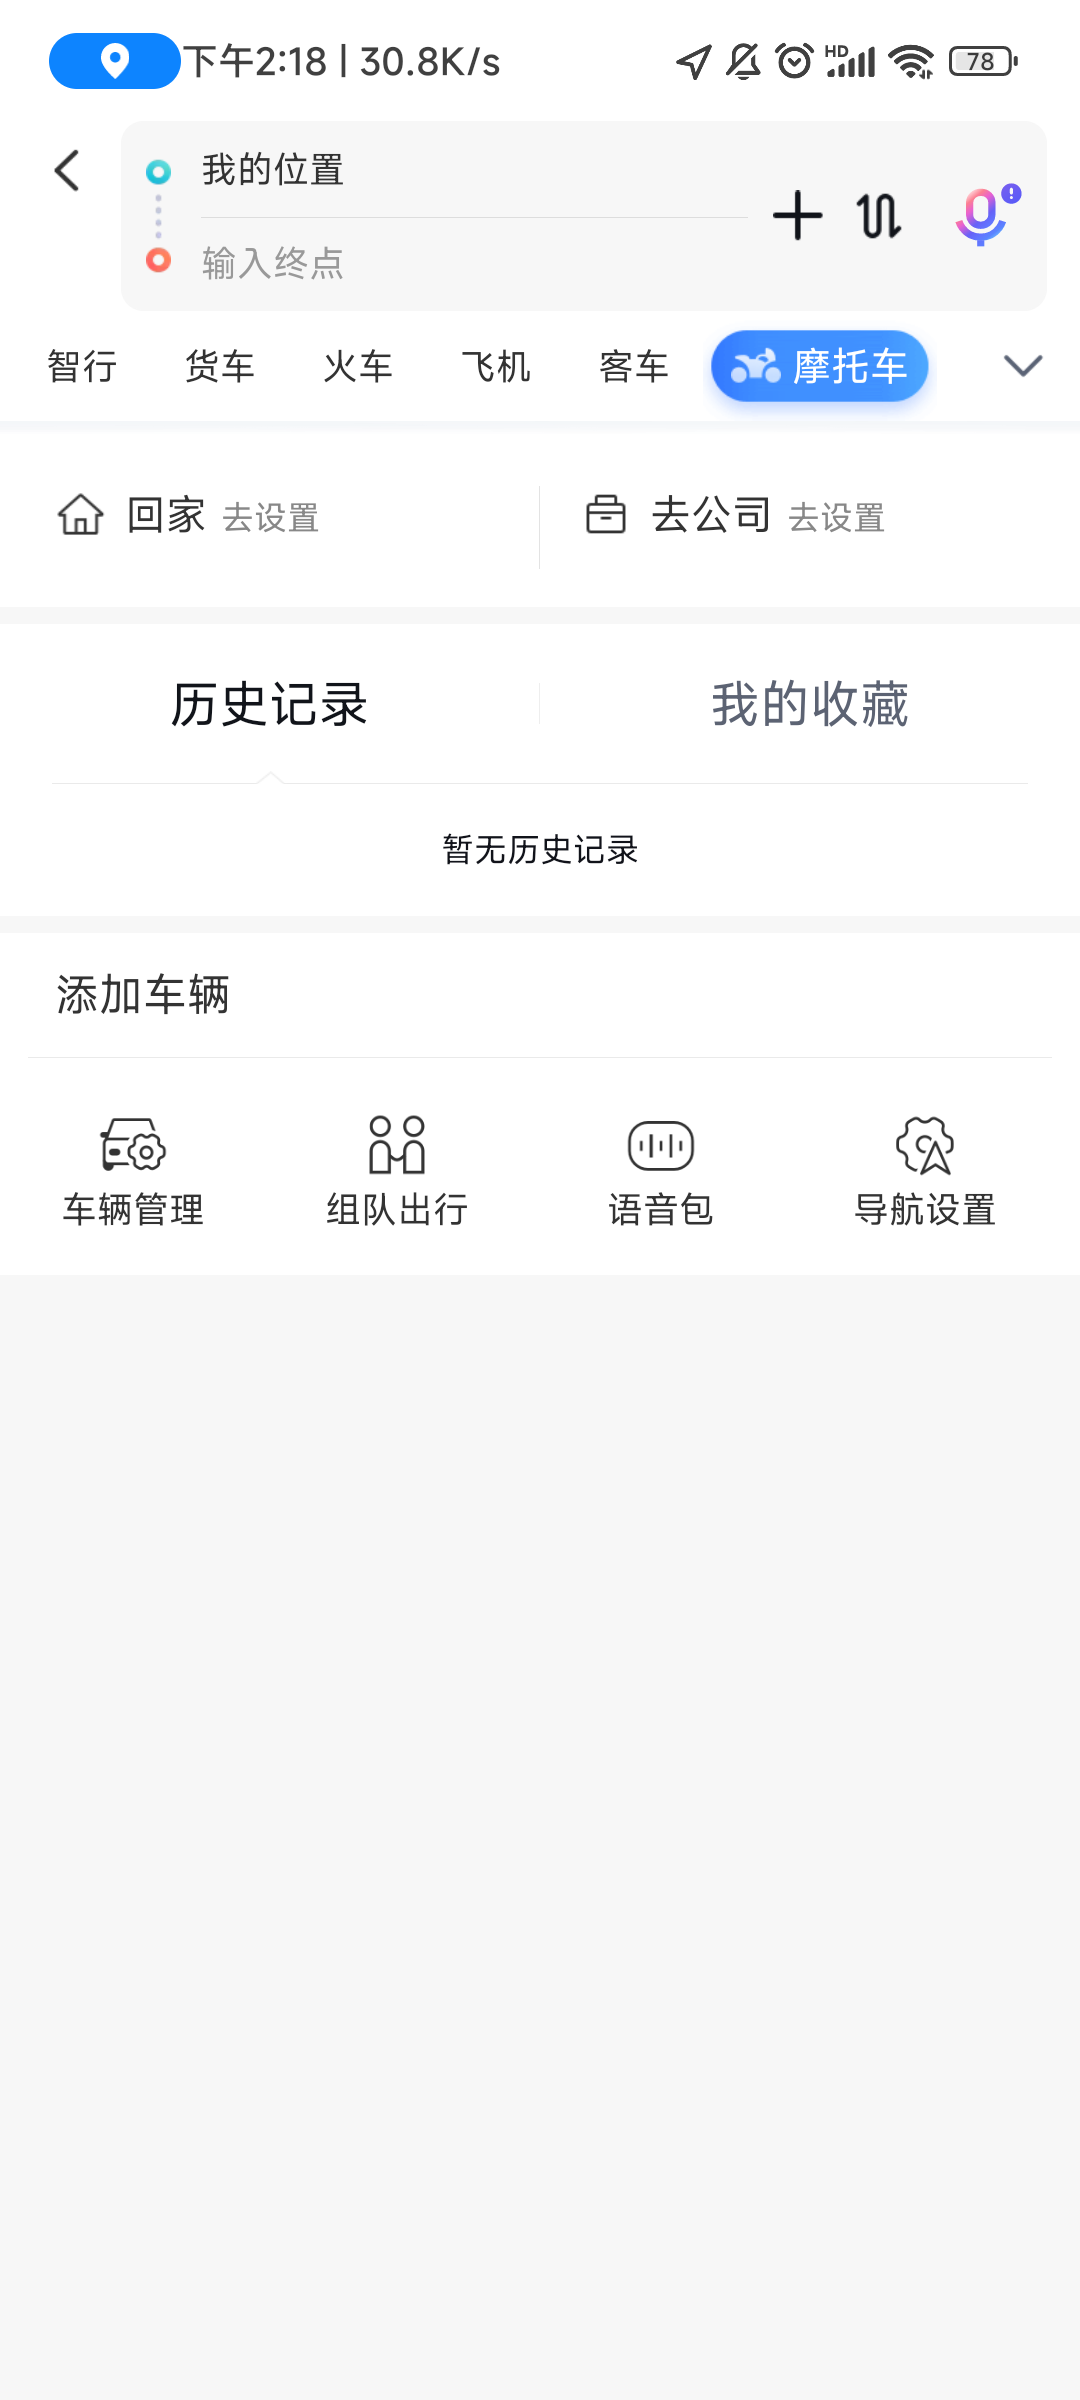 下午2:18 | 30.8K/s HD 78
我的位置
输入终点
智行 货车 火车 飞机 客车 摩托车
回家 去设置 去公司 去设置
历史记录 我的收藏
暂无历史记录
添加车辆
车辆管理 组队出行 语音包 导航设置